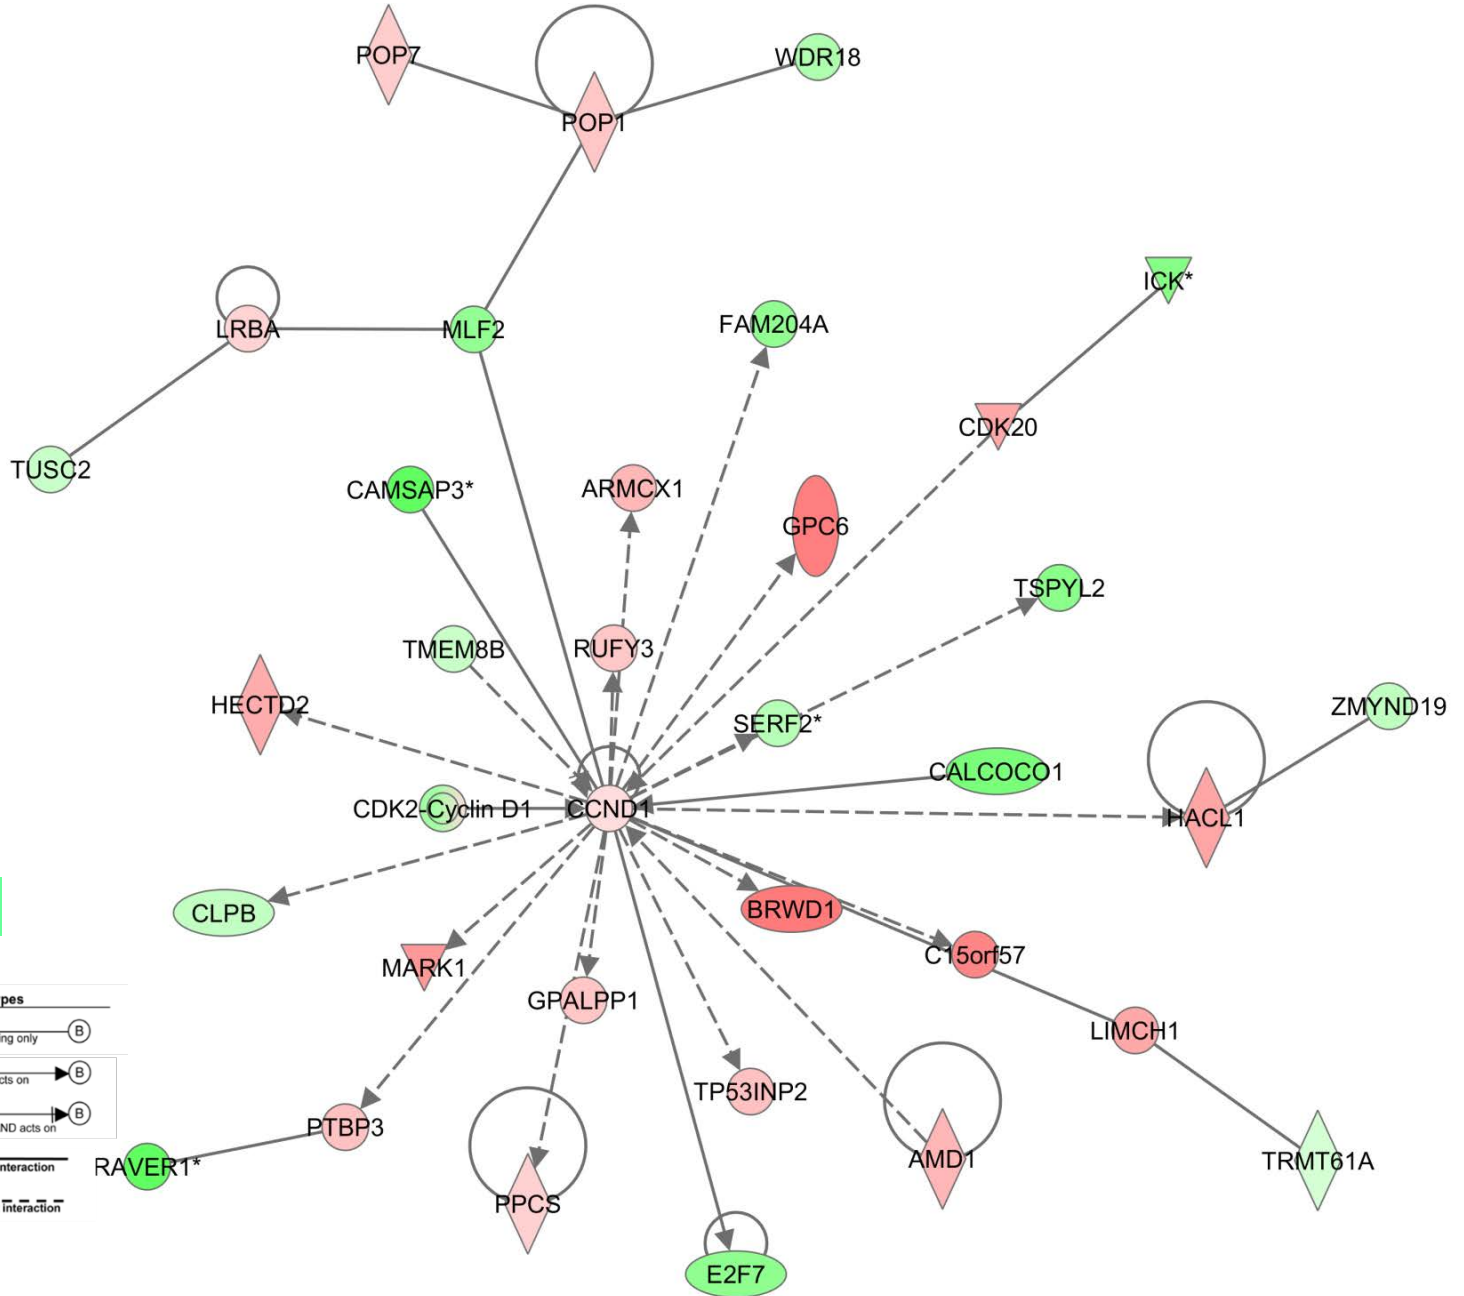 POP7
WDR18
POP1
ICK*
LRBA
MLF2
FAM204A
CDK20
TUSC2
CAMSAP3*
ARMCX1
GPC6
TSPYL2
TMEM8B
RUFY3
HECTD2
SERF2*
ZMYND19
CALCOCO1
CDK2-Cyclin D1
CCND1
HACL1
CLPB
BRWD1
C15orf57
MARK1
GPALPP1
LIMCH1
TP53INP2
PTBP3
AMD1
TRMT61A
RAVER1*
PPCS
E2F7
pes
B
ing only
B
cts on
B
ND acts on
nteraction
interaction